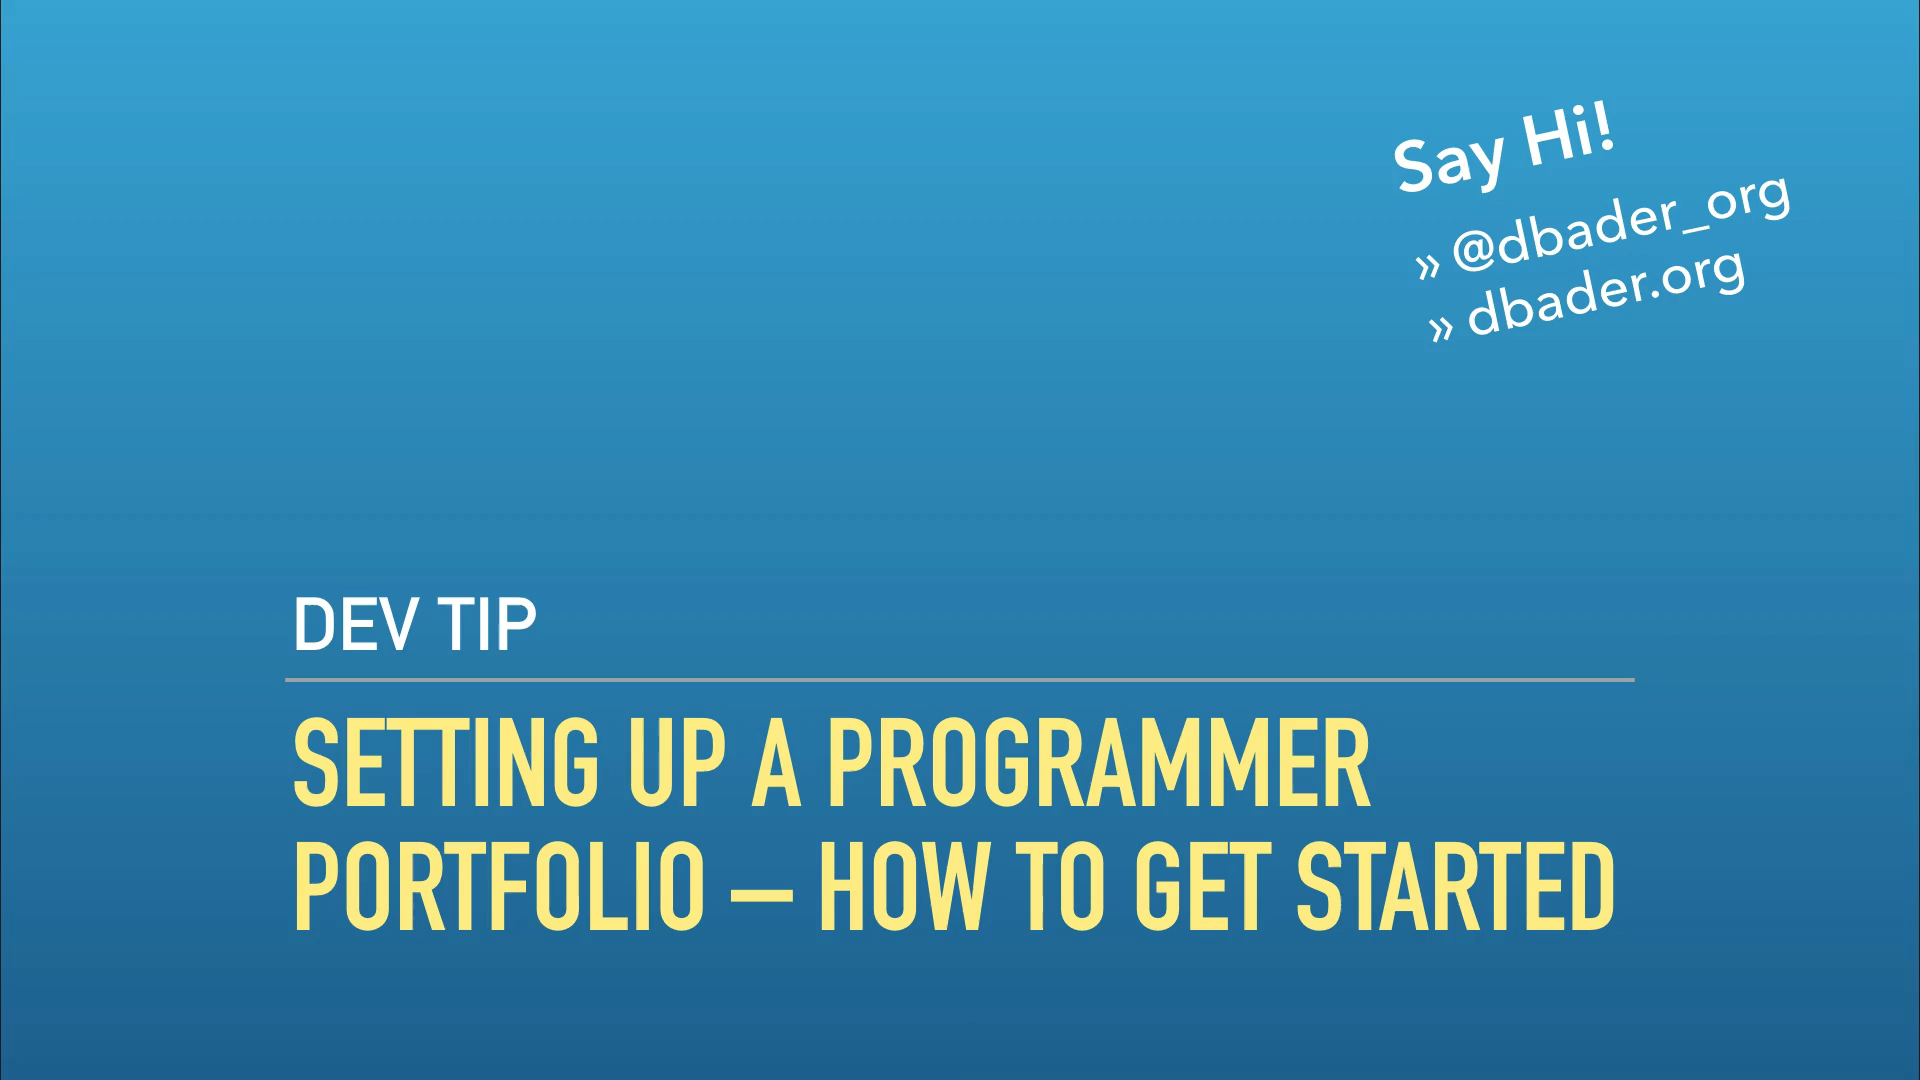 Say Hi!
» @dbader_org
» dbader.org
DEV TIP
SETTING UP A PROGRAMMER
PORTFOLIO — HOW TO GET STARTED